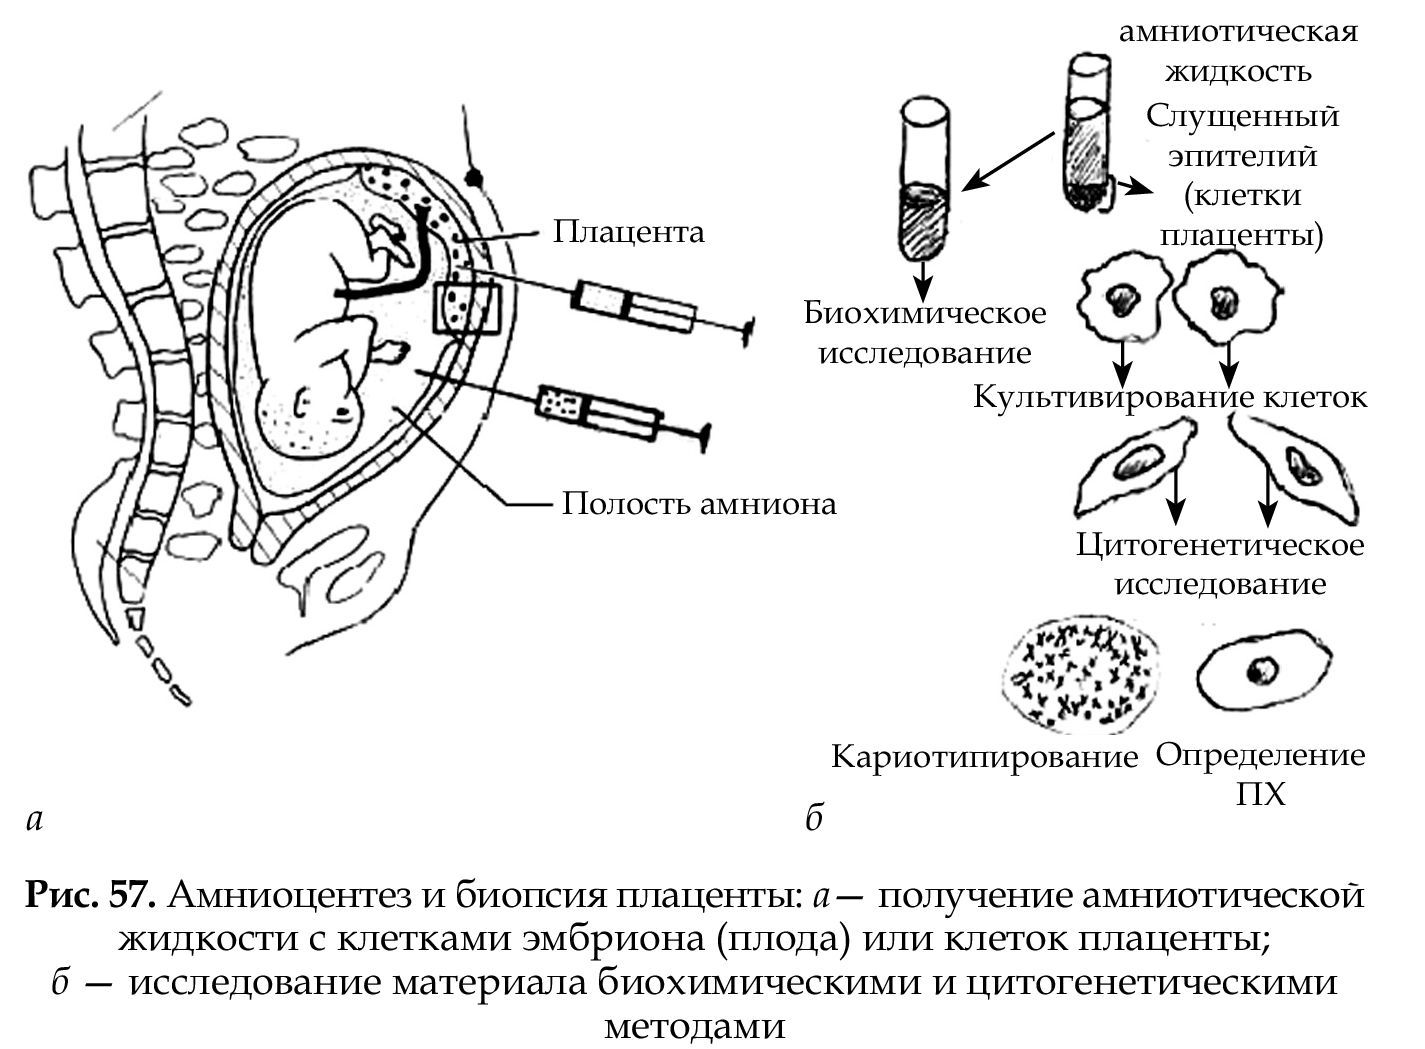 амниотическая
жидкость
Слущенный
эпителий
(клетки
плаценты)
Плацента
Биохимическое
исследование
Культивирование клеток
Полость амниона
Цитогенетическое
исследование
Кариотипирование
Определение
ПХ
а
б
Рис. 57. Амниоцентез и биопсия плаценты: а — получение амниотической
жидкости с клетками эмбриона (плода) или клеток плаценты;
б — исследование материала биохимическими и цитогенетическими
методами